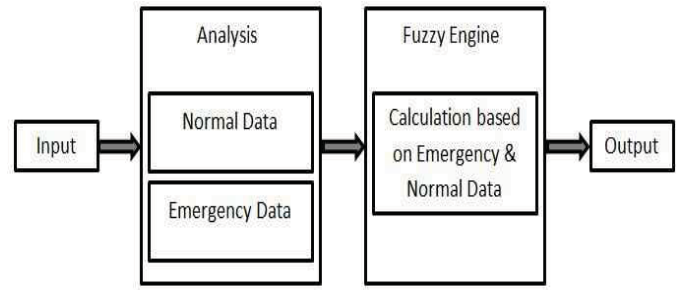 Input
Analysis
Normal Data
Emergency Data
Fuzzy Engine
Calculation based
on Emergency &
Normal Data
Output